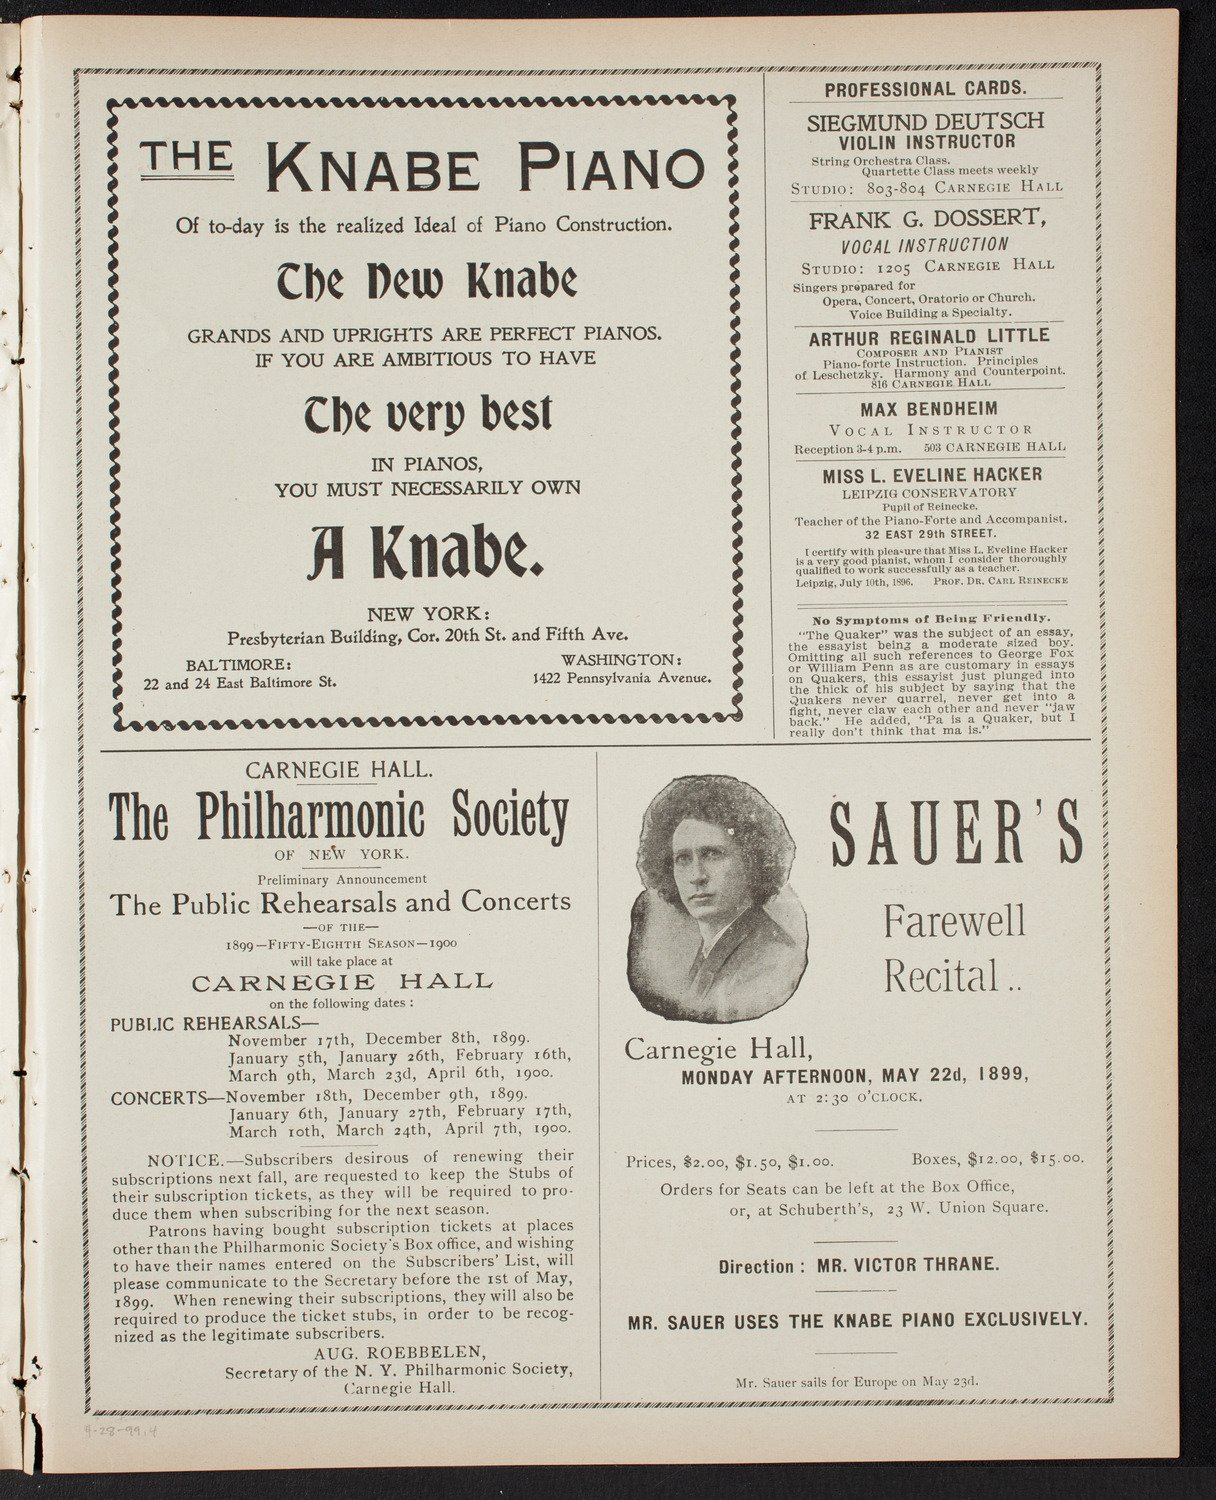 THE KNABE PIANO
Of to-day is the realized Ideal of Piano Construction.
The New Knabe
GRANDS AND UPRIGHTS ARE PERFECT PIANOS.
IF YOU ARE AMBITIOUS TO HAVE
The very best
IN PIANOS,
YOU MUST NECESSARILY OWN
A Knabe.
NEW YORK:
Presbyterian Building, Cor. 20th St. and Fifth Ave.
BALTIMORE:
22 and 24 East Baltimore St.
WASHINGTON:
1422 Pennsylvania Avenue.
PROFESSIONAL CARDS.
SIEGMUND DEUTSCH
VIOLIN INSTRUCTOR
String Orchestra Class.
Quartette Class meets weekly
STUDIO: 803-804 CARNEGIE HALL
FRANK G. DOSSERT,
VOCAL INSTRUCTION
STUDIO: 1205 CARNEGIE HALL
Singers prepared for
Opera, Concert, Oratorio or Church.
Voice Building a Specialty.
ARTHUR REGINALD LITTLE
COMPOSER AND PIANIST
Piano-forte Instruction. Principles
of Leschetzky. Harmony and Counterpoint.
816 CARNEGIE HALL
MAX BENDHEIM
VOCAL INSTRUCTOR
Reception 3-4 p.m. 503 CARNEGIE HALL
MISS L. EVELINE HACKER
LEIPZIG CONSERVATORY
Pupil of Reinecke.
Teacher of the Piano-Forte and Accompanist.
32 EAST 29th STREET.
I certify with pleasure that Miss L. Eveline Hacker
is a very good pianist, whom I consider thoroughly
qualified to work successfully as a teacher.
Leipzig, July 10th, 1896. PROF. DR. CARL REINECKE
No Symptoms of Being Friendly.
"The Quaker" was the subject of an essay,
the essayist being a moderate sized boy.
Omitting all such references to George Fox
or William Penn as are customary in essays
on Quakers, this essayist just plunged into
the thick of his subject by saying that the
Quakers never quarrel, never get into a
fight, never claw each other and never "jaw
back." He added, "Pa is a Quaker, but I
really don't think that ma is."
CARNEGIE HALL.
The Philharmonic Society
OF NEW YORK.
Preliminary Announcement
The Public Rehearsals and Concerts
—OF THE—
1899—FIFTY-EIGHTH SEASON—1900
will take place at
CARNEGIE HALL
on the following dates:
PUBLIC REHEARSALS—
November 17th, December 8th, 1899.
January 5th, January 26th, February 16th,
March 9th, March 23d, April 6th, 1900.
CONCERTS—November 18th, December 9th, 1899.
January 6th, January 27th, February 17th,
March 10th, March 24th, April 7th, 1900.
NOTICE.—Subscribers desirous of renewing their
subscriptions next fall, are requested to keep the Stubs of
their subscription tickets, as they will be required to pro-
duce them when subscribing for the next season.
Patrons having bought subscription tickets at places
other than the Philharmonic Society's Box office, and wishing
to have their names entered on the Subscribers' List, will
please communicate to the Secretary before the 1st of May,
1899. When renewing their subscriptions, they will also be
required to produce the ticket stubs, in order to be recog-
nized as the legitimate subscribers.
AUG. ROEBBELEN,
Secretary of the N. Y. Philharmonic Society,
Carnegie Hall.
SAUER'S
Farewell
Recital..
Carnegie Hall,
MONDAY AFTERNOON, MAY 22d, 1899,
AT 2:30 O'CLOCK.
Prices, $2.00, $1.50, $1.00. Boxes, $12.00, $15.00.
Orders for Seats can be left at the Box Office,
or, at Schuberth's, 23 W. Union Square.
Direction: MR. VICTOR THRANE.
MR. SAUER USES THE KNABE PIANO EXCLUSIVELY.
Mr. Sauer sails for Europe on May 23d.
4-28-99.4